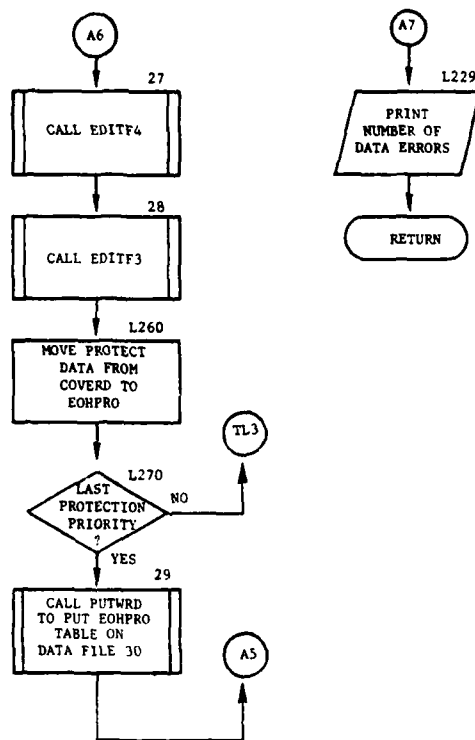 A6
27
CALL EDITF4
28
CALL EDITF3
L260
MOVE PROTECT
DATA FROM
COVERD TO
EOHPRO
TL3
L270
LAST
PROTECTION
PRIORITY
?
NO
YES
29
CALL PUTWRD
TO PUT EOHPRO
TABLE ON
DATA FILE 30
A5
A7
L229
PRINT
NUMBER OF
DATA ERRORS
RETURN